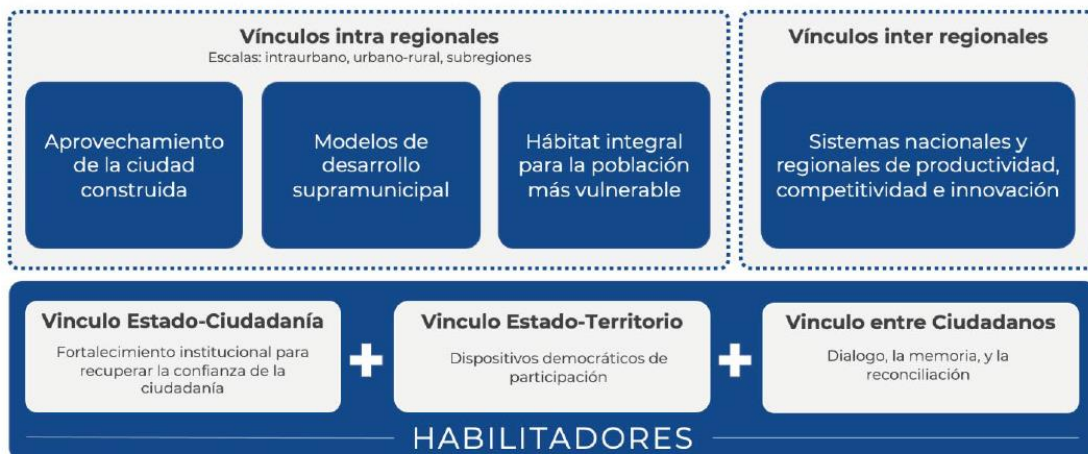 Vínculos intra regionales
Escalas: intraurbano, urbano-rural, subregiones
Aprovechamiento
de la ciudad
construida
Modelos de
desarrollo
supramunicipal
Hábitat integral
para la población
más vulnerable
Vínculos inter regionales
Sistemas nacionales y
regionales de productividad,
competitividad e innovación
Vinculo Estado-Ciudadanía
Fortalecimiento institucional para
recuperar la confianza de la
ciudadanía
Vinculo Estado-Territorio
Dispositivos democráticos de
participación
Vinculo entre Ciudadanos
Dialogo, la memoria, y la
reconciliación
HABILITADORES